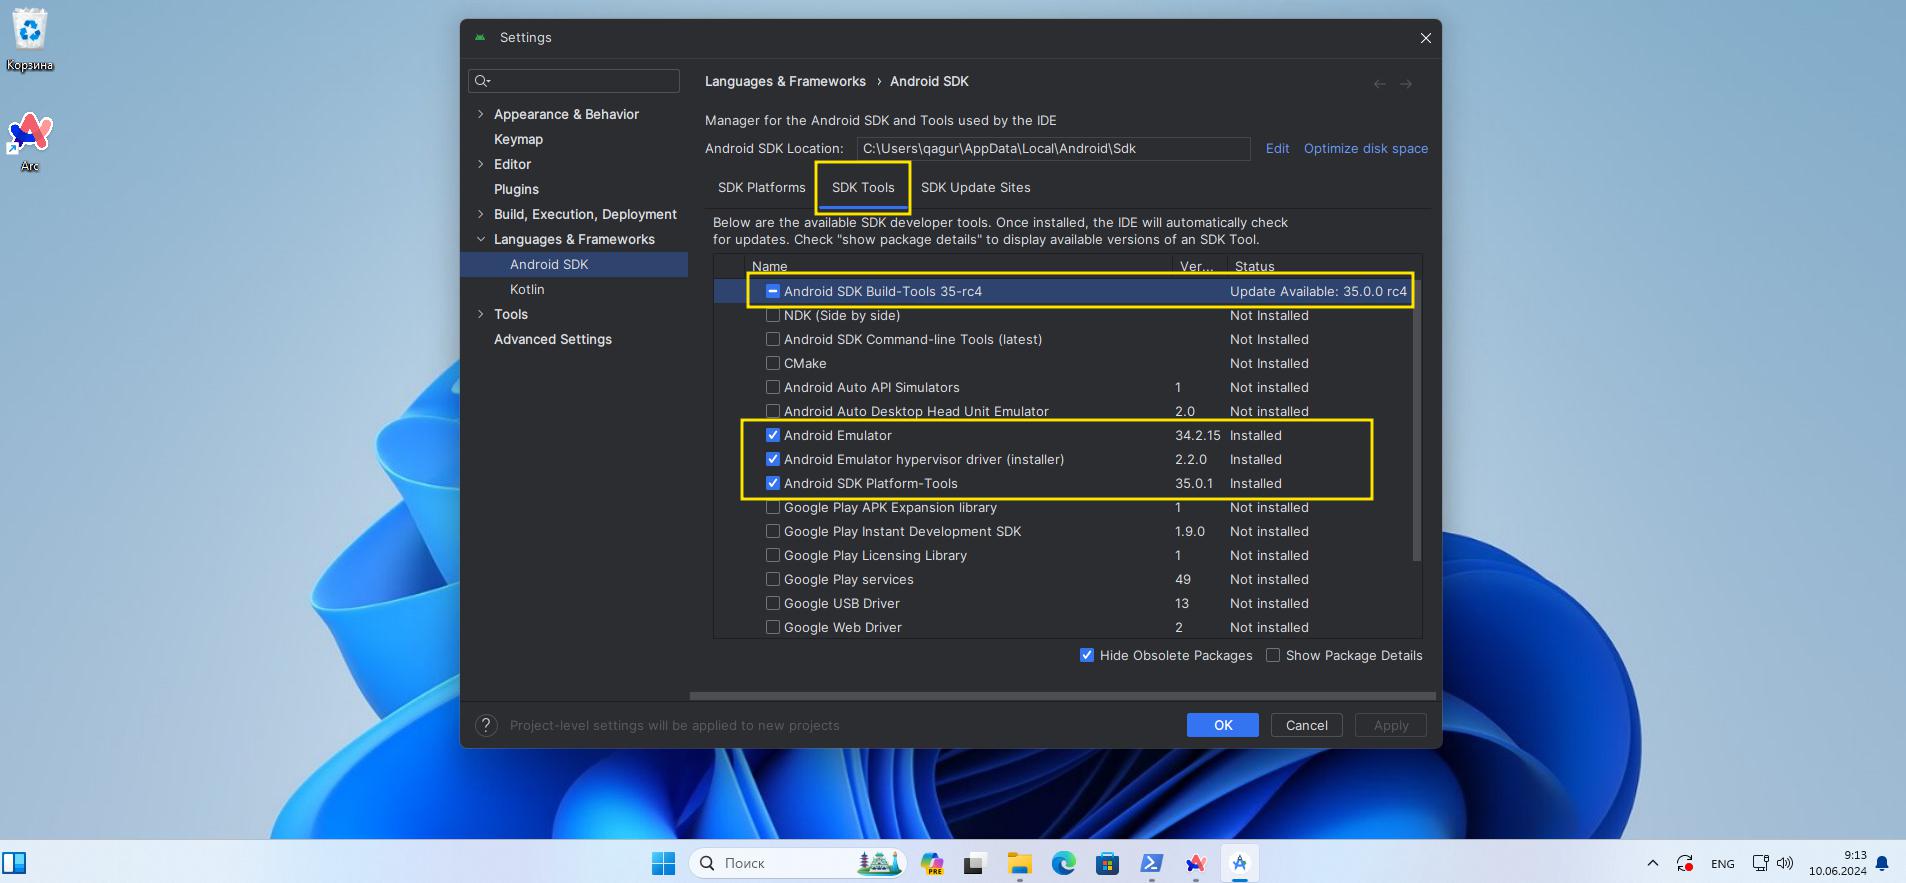 Корзина
Arc
Settings
Appearance & Behavior
Keymap
Editor
Plugins
Build, Execution, Deployment
Languages & Frameworks
Android SDK
Kotlin
Tools
Advanced Settings
Languages & Frameworks › Android SDK
Manager for the Android SDK and Tools used by the IDE
Android SDK Location: C:\Users\qagur\AppData\Local\Android\Sdk Edit Optimize disk space
SDK Platforms SDK Tools SDK Update Sites
Below are the available SDK developer tools. Once installed, the IDE will automatically check
for updates. Check "show package details" to display available versions of an SDK Tool.
Name Ver... Status
Android SDK Build-Tools 35-rc4 Update Available: 35.0.0 rc4
NDK (Side by side) Not Installed
Android SDK Command-line Tools (latest) Not Installed
CMake Not Installed
Android Auto API Simulators 1 Not installed
Android Auto Desktop Head Unit Emulator 2.0 Not installed
Android Emulator 34.2.15 Installed
Android Emulator hypervisor driver (installer) 2.2.0 Installed
Android SDK Platform-Tools 35.0.1 Installed
Google Play APK Expansion library 1 Not installed
Google Play Instant Development SDK 1.9.0 Not installed
Google Play Licensing Library 1 Not installed
Google Play services 49 Not installed
Google USB Driver 13 Not installed
Google Web Driver 2 Not installed
Hide Obsolete Packages Show Package Details
? Project-level settings will be applied to new projects OK Cancel Apply
Поиск PRE ENG 9:13
10.06.2024